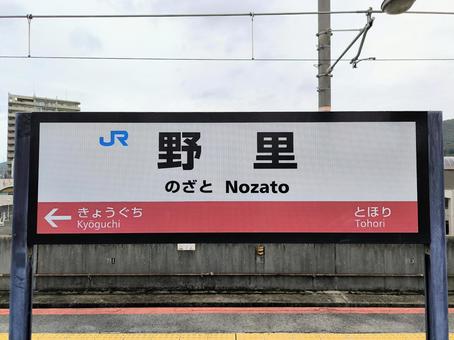 JR 野里
のざと Nozato
← きょうぐち とほり
Kyōguchi Tohori